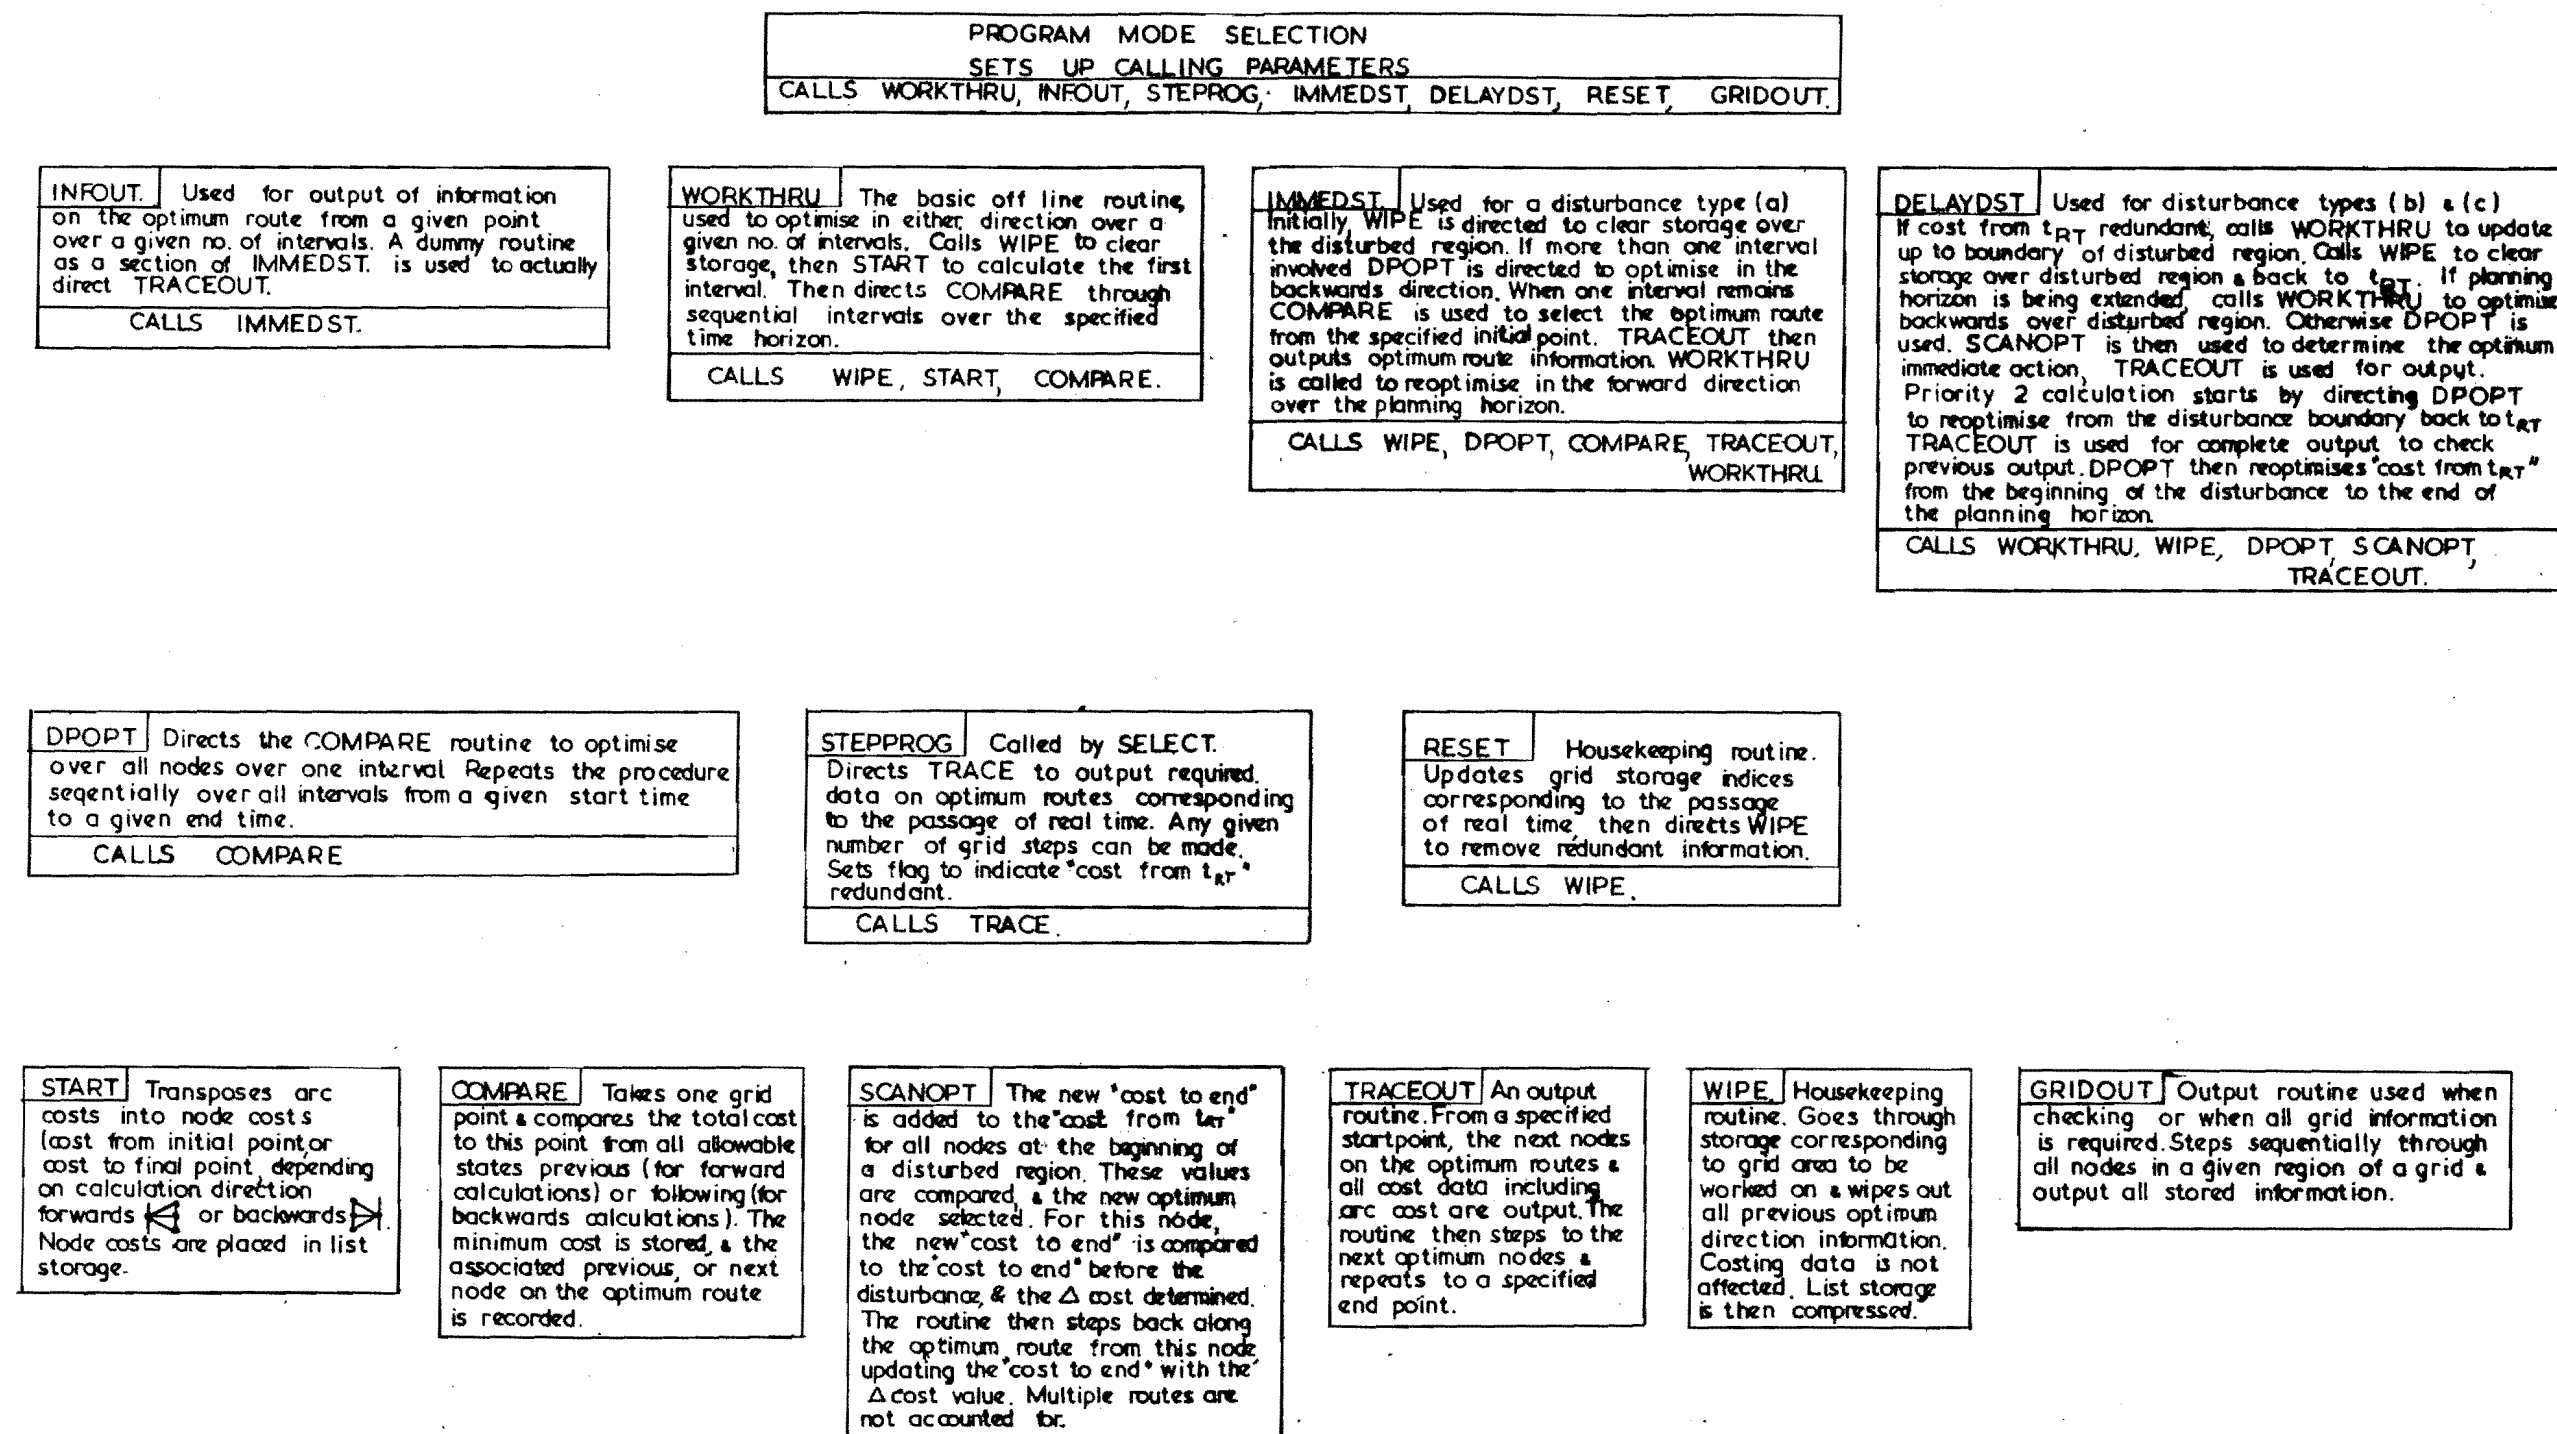 PROGRAM MODE SELECTION
SETS UP CALLING PARAMETERS
CALLS WORKTHRU, INFOUT, STEPROG, IMMEDST, DELAYDST, RESET, GRIDOUT.
INFOUT. Used for output of information
on the optimum route from a given point
over a given no. of intervals. A dummy routine
as a section of IMMEDST. is used to actually
direct TRACEOUT.
CALLS IMMEDST.
WORKTHRU The basic off line routine,
used to optimise in either direction over a
given no. of intervals. Calls WIPE to clear
storage, then START to calculate the first
interval. Then directs COMPARE through
sequential intervals over the specified
time horizon.
CALLS WIPE, START, COMPARE.
IMMEDST Used for a disturbance type (a)
Initially, WIPE is directed to clear storage over
the disturbed region. If more than one interval
involved DPOPT is directed to optimise in the
backwards direction. When one interval remains
COMPARE is used to select the optimum route
from the specified initial point. TRACEOUT then
outputs optimum route information. WORKTHRU
is called to reoptimise in the forward direction
over the planning horizon.
CALLS WIPE, DPOPT, COMPARE, TRACEOUT,
WORKTHRU.
DELAYDST Used for disturbance types (b) & (c)
If cost from tRT redundant, calls WORKTHRU to update
up to boundary of disturbed region. Calls WIPE to clear
storage over disturbed region & back to tRT. If planning
horizon is being extended, calls WORKTHRU to optimise
backwards over disturbed region. Otherwise DPOPT is
used. SCANOPT is then used to determine the optimum
immediate action, TRACEOUT is used for output.
Priority 2 calculation starts by directing DPOPT
to reoptimise from the disturbance boundary back to tRT
TRACEOUT is used for complete output to check
previous output. DPOPT then reoptimises "cost from tRT"
from the beginning of the disturbance to the end of
the planning horizon.
CALLS WORKTHRU, WIPE, DPOPT, SCANOPT,
TRACEOUT.
DPOPT Directs the COMPARE routine to optimise
over all nodes over one interval Repeats the procedure
seqentially over all intervals from a given start time
to a given end time.
CALLS COMPARE
STEPPROG Called by SELECT.
Directs TRACE to output required.
data on optimum routes corresponding
to the passage of real time. Any given
number of grid steps can be made.
Sets flag to indicate "cost from tRT"
redundant.
CALLS TRACE.
RESET Housekeeping routine.
Updates grid storage indices
corresponding to the passage
of real time, then directs WIPE
to remove redundant information.
CALLS WIPE.
START Transposes arc
costs into node costs
(cost from initial point, or
cost to final point, depending
on calculation direction
forwards or backwards ).
Node costs are placed in list
storage.
COMPARE Takes one grid
point & compares the total cost
to this point from all allowable
states previous (for forward
calculations) or following (for
backwards calculations). The
minimum cost is stored, & the
associated previous, or next
node on the optimum route
is recorded.
SCANOPT The new "cost to end"
is added to the "cost from tRT"
for all nodes at the beginning of
a disturbed region. These values
are compared, & the new optimum
node selected. For this node,
the new "cost to end" is compared
to the "cost to end" before the
disturbance, & the Δ cost determined.
The routine then steps back along
the optimum route from this node
updating the "cost to end" with the
Δ cost value. Multiple routes are
not accounted for.
TRACEOUT An output
routine. From a specified
startpoint, the next nodes
on the optimum routes &
all cost data including
arc cost are output. The
routine then steps to the
next optimum nodes &
repeats to a specified
end point.
WIPE. Housekeeping
routine. Goes through
storage corresponding
to grid area to be
worked on & wipes out
all previous optimum
direction information.
Costing data is not
affected. List storage
is then compressed.
GRIDOUT Output routine used when
checking or when all grid information
is required. Steps sequentially through
all nodes in a given region of a grid &
output all stored information.